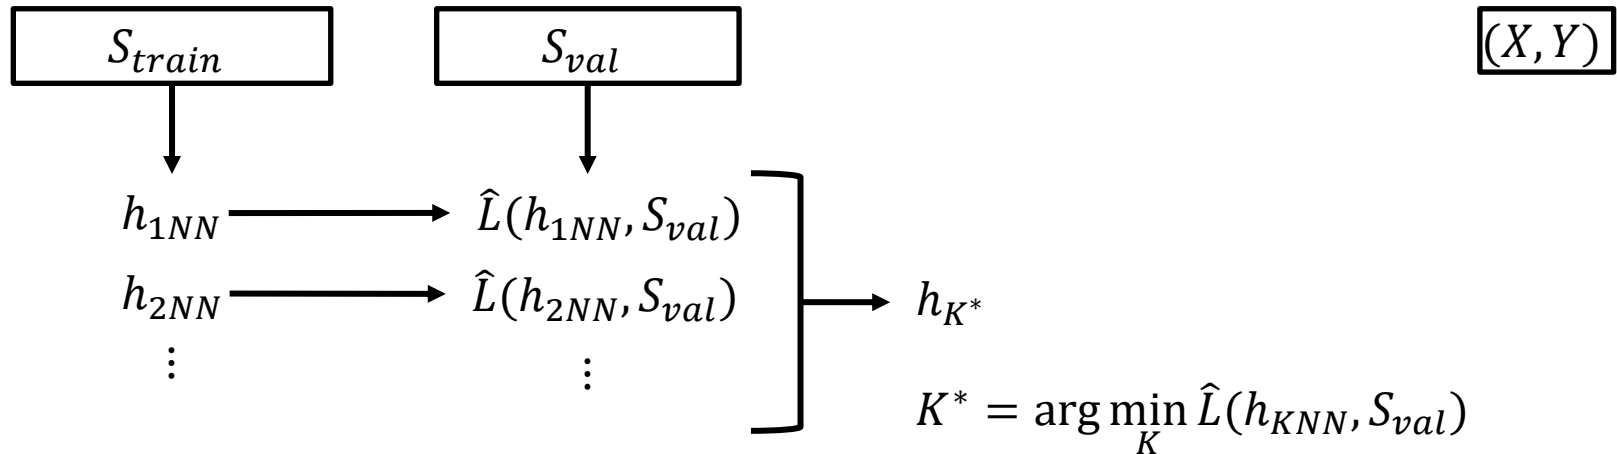 S_train S_val (X, Y)
h_1NN L̂(h_1NN, S_val)
h_2NN L̂(h_2NN, S_val) h_K*
⋮ ⋮
K* = arg min_K L̂(h_KNN, S_val)